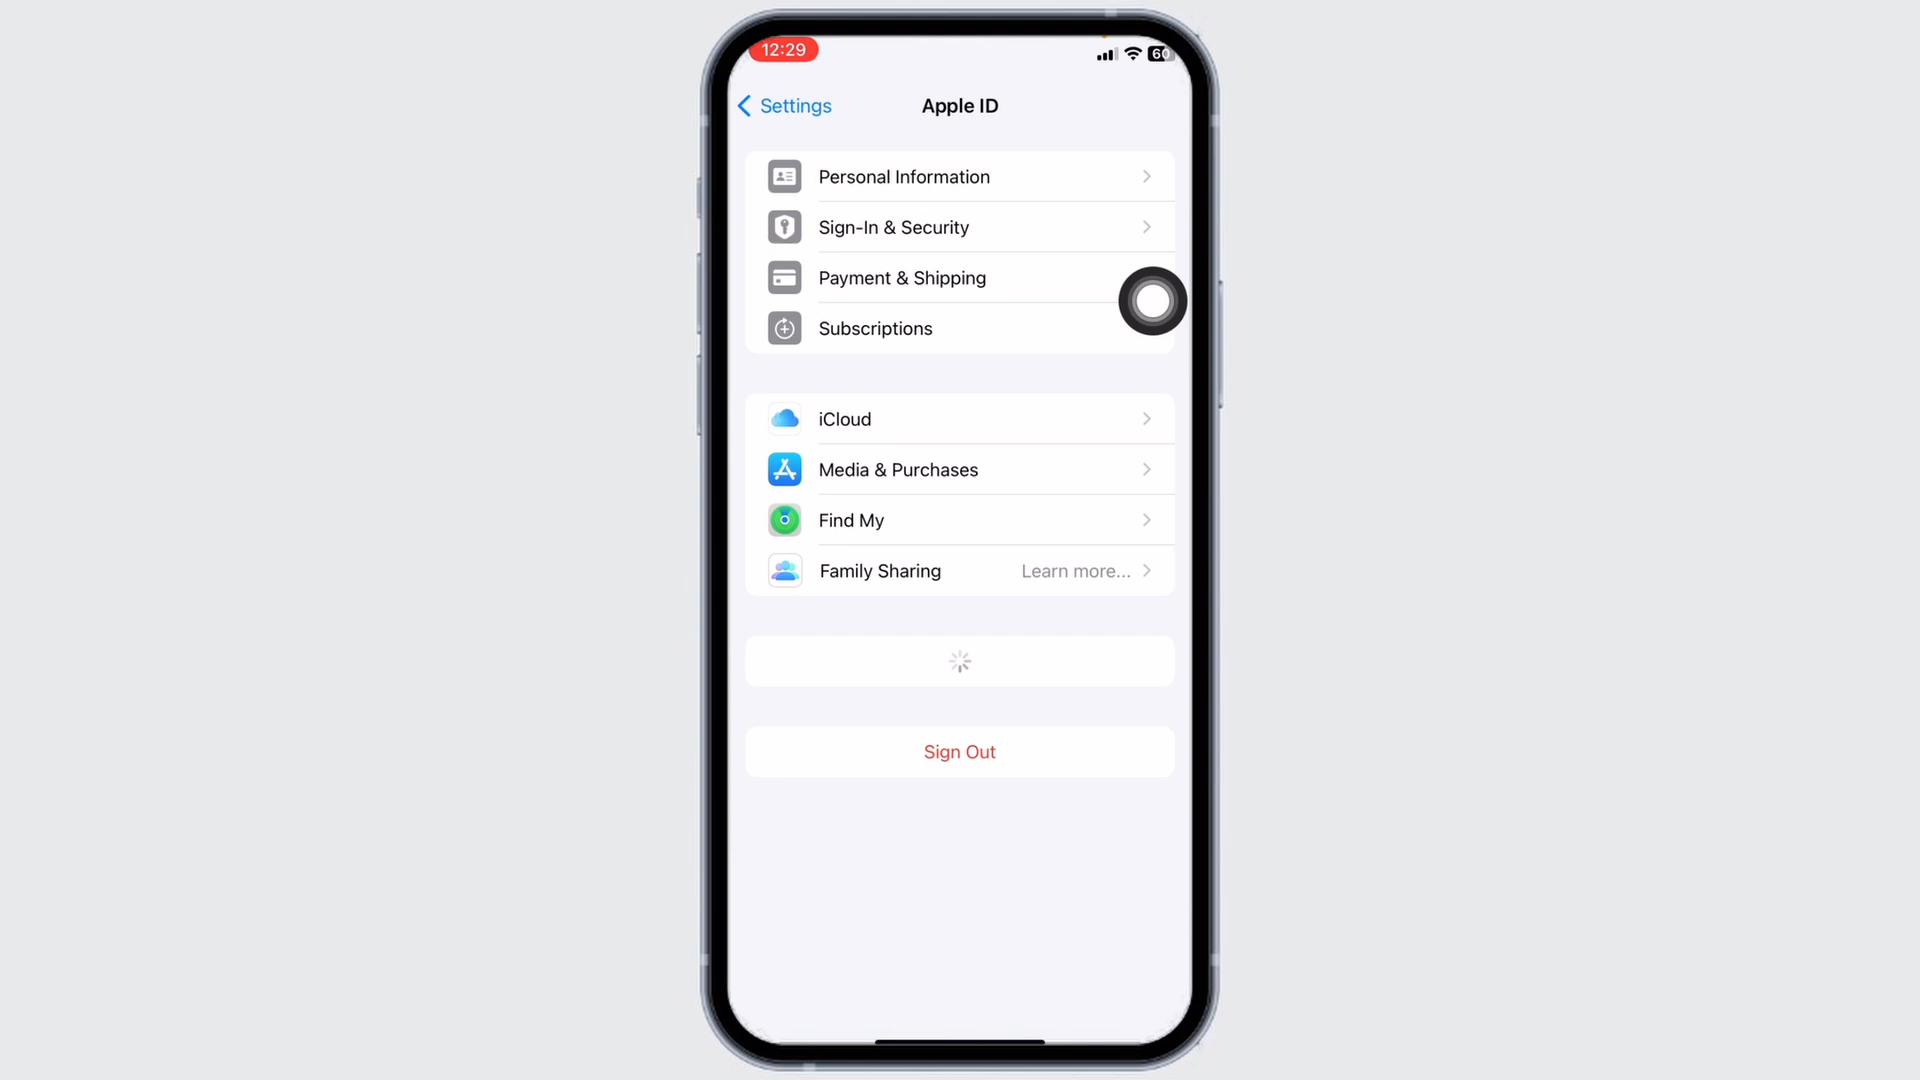 12:29
60
Settings
Apple ID
Personal Information
Sign-In & Security
Payment & Shipping
Subscriptions
iCloud
Media & Purchases
Find My
Family Sharing Learn more...
Sign Out